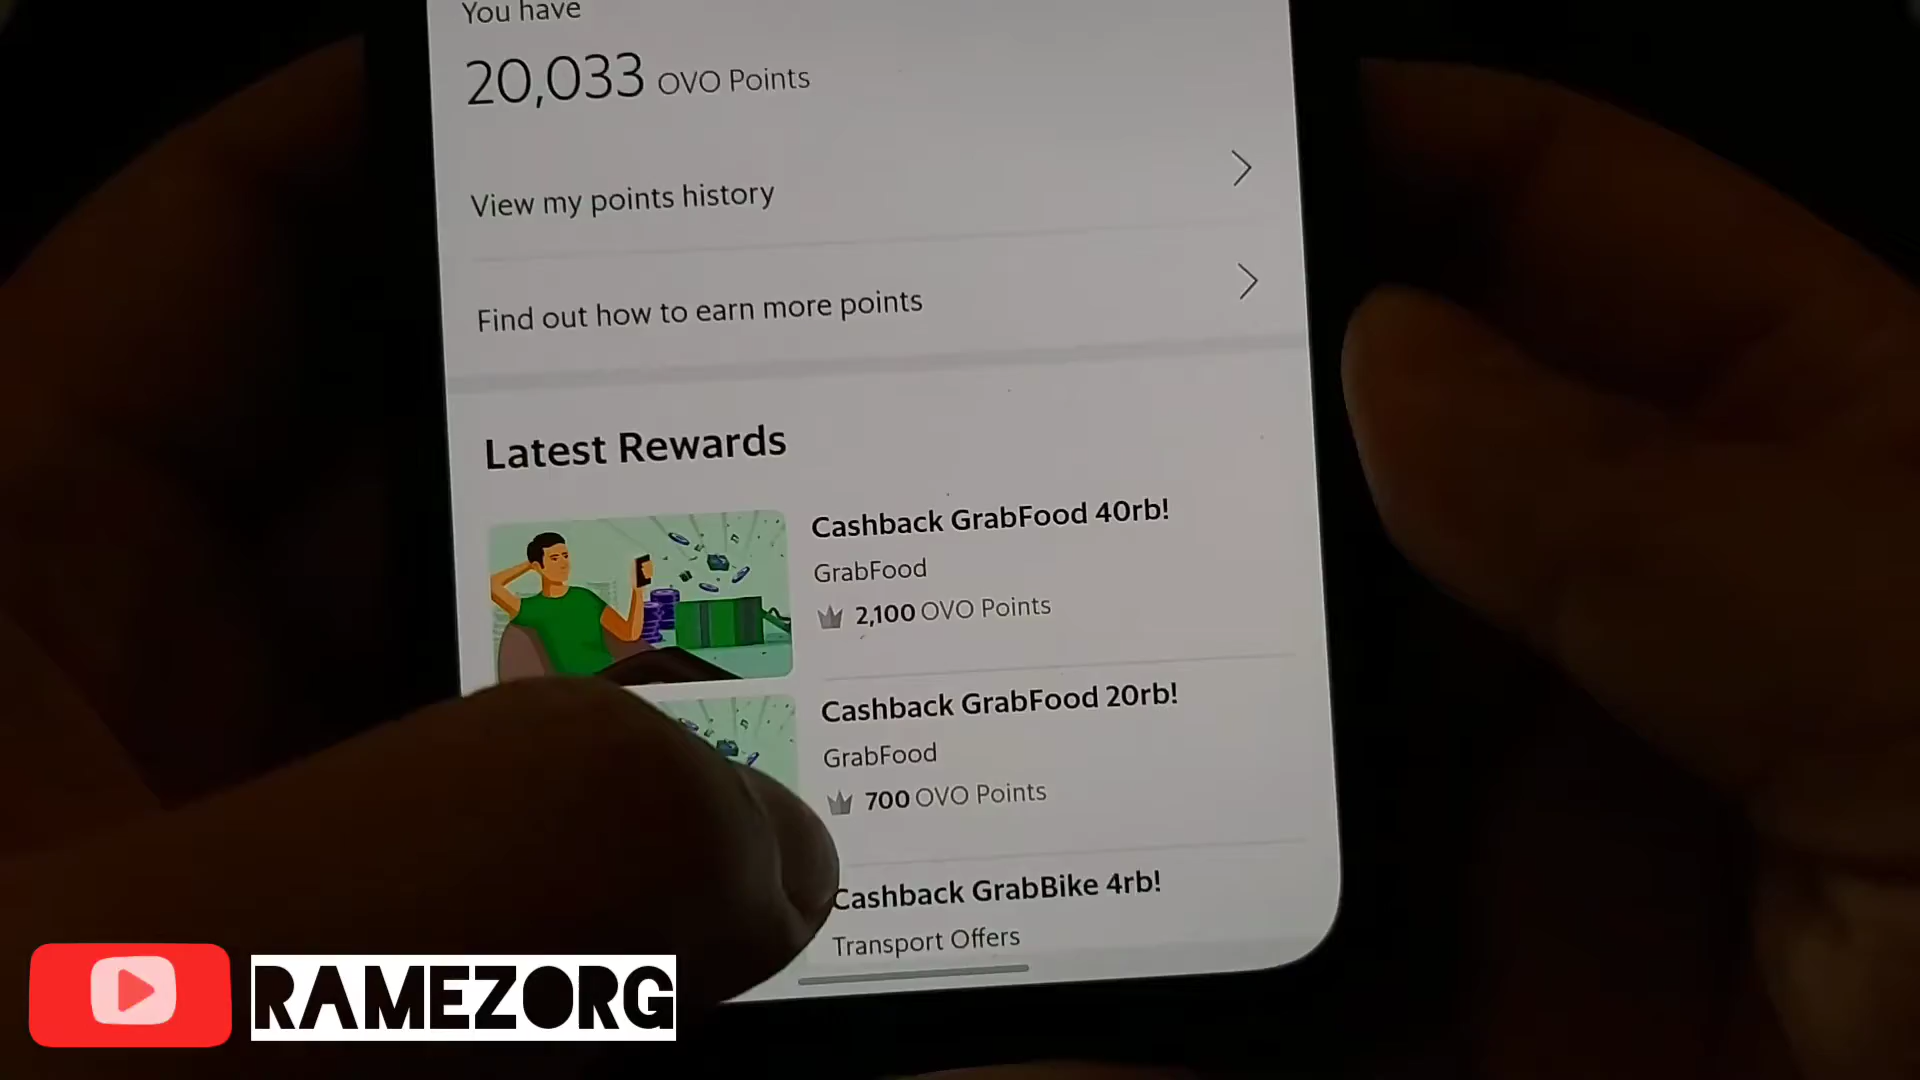 You have
20,033 OVO Points
View my points history
Find out how to earn more points
Latest Rewards
Cashback GrabFood 40rb!
GrabFood
2,100 OVO Points
Cashback GrabFood 20rb!
GrabFood
700 OVO Points
Cashback GrabBike 4rb!
Transport Offers
RAMEZORG